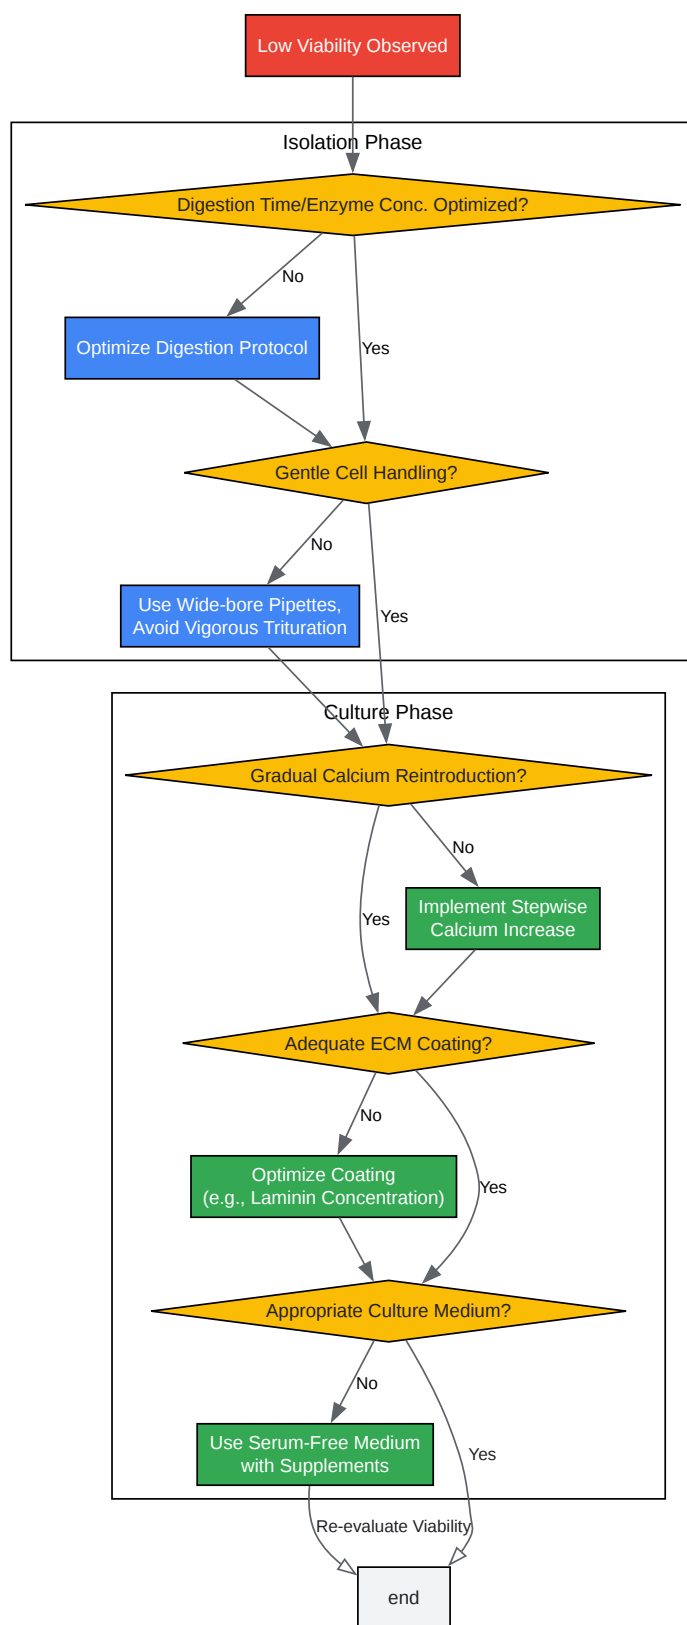 Low Viability Observed
Isolation Phase
Digestion Time/Enzyme Conc. Optimized?
No
Optimize Digestion Protocol
Yes
Gentle Cell Handling?
No
Use Wide-bore Pipettes,
Avoid Vigorous Trituration
Yes
Culture Phase
Gradual Calcium Reintroduction?
No
Implement Stepwise
Calcium Increase
Yes
Adequate ECM Coating?
No
Optimize Coating
(e.g., Laminin Concentration)
Yes
Appropriate Culture Medium?
No
Use Serum-Free Medium
with Supplements
Yes
Re-evaluate Viability
end